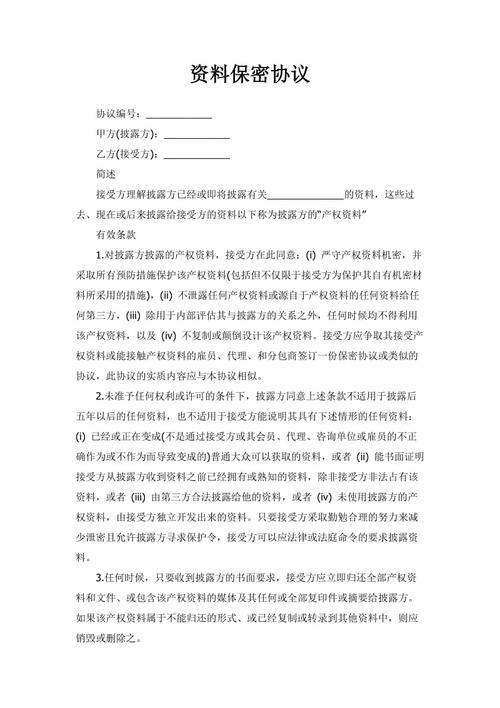 资料保密协议
协议编号：____________
甲方(披露方)：____________
乙方(接受方)：____________
简述
接受方理解披露方已经或即将披露有关______________的资料，这些过
去、现在或后来披露给接受方的资料以下称为披露方的"产权资料"
有效条款
1.对披露方披露的产权资料，接受方在此同意：(i) 严守产权资料机密，并
采取所有预防措施保护该产权资料(包括但不仅限于接受方为保护其自有机密材
料所采用的措施)，(ii) 不泄露任何产权资料或源自于产权资料的任何资料给任
何第三方，(iii) 除用于内部评估其与披露方的关系之外，任何时候均不得利用
该产权资料，以及 (iv) 不复制或颠倒设计该产权资料。接受方应争取其接受产
权资料或能接触产权资料的雇员、代理、和分包商签订一份保密协议或类似的
协议，此协议的实质内容应与本协议相似。
2.未准予任何权利或许可的条件下，披露方同意上述条款不适用于披露后
五年以后的任何资料，也不适用于接受方能说明其具有下述情形的任何资料：
(i) 已经或正在变成(不是通过接受方或其会员、代理、咨询单位或雇员的不正
确作为或不作为而导致变成的)普通大众可以获取的资料，或者 (ii) 能书面证明
接受方从披露方收到资料之前已经拥有或熟知的资料，除非接受方非法占有该
资料，或者 (iii) 由第三方合法披露给他的资料，或者 (iv) 未使用披露方的产
权资料，由接受方独立开发出来的资料。只要接受方采取勤勉合理的努力来减
少泄密且允许披露方寻求保护令，接受方可以应法律或法庭命令的要求披露资
料。
3.任何时候，只要收到披露方的书面要求，接受方应立即归还全部产权资
料和文件、或包含该产权资料的媒体及其任何或全部复印件或摘要给披露方。
如果该产权资料属于不能归还的形式、或已经复制或转录到其他资料中，则应
销毁或删除之。